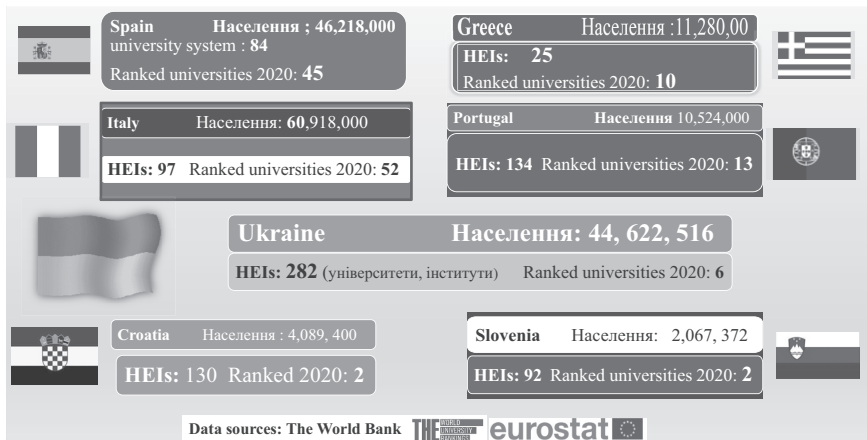 Spain Населення ; 46,218,000
university system : 84
Ranked universities 2020: 45
Greece Населення :11,280,00
HEIs: 25
Ranked universities 2020: 10
Italy Населення: 60,918,000
HEIs: 97 Ranked universities 2020: 52
Portugal Населення 10,524,000
HEIs: 134 Ranked universities 2020: 13
Ukraine Населення: 44, 622, 516
HEIs: 282 (університети, інститути) Ranked universities 2020: 6
Croatia Населення : 4,089, 400
HEIs: 130 Ranked 2020: 2
Slovenia Населення: 2,067, 372
HEIs: 92 Ranked universities 2020: 2
Data sources: The World Bank THE WORLD UNIVERSITY RANKINGS eurostat